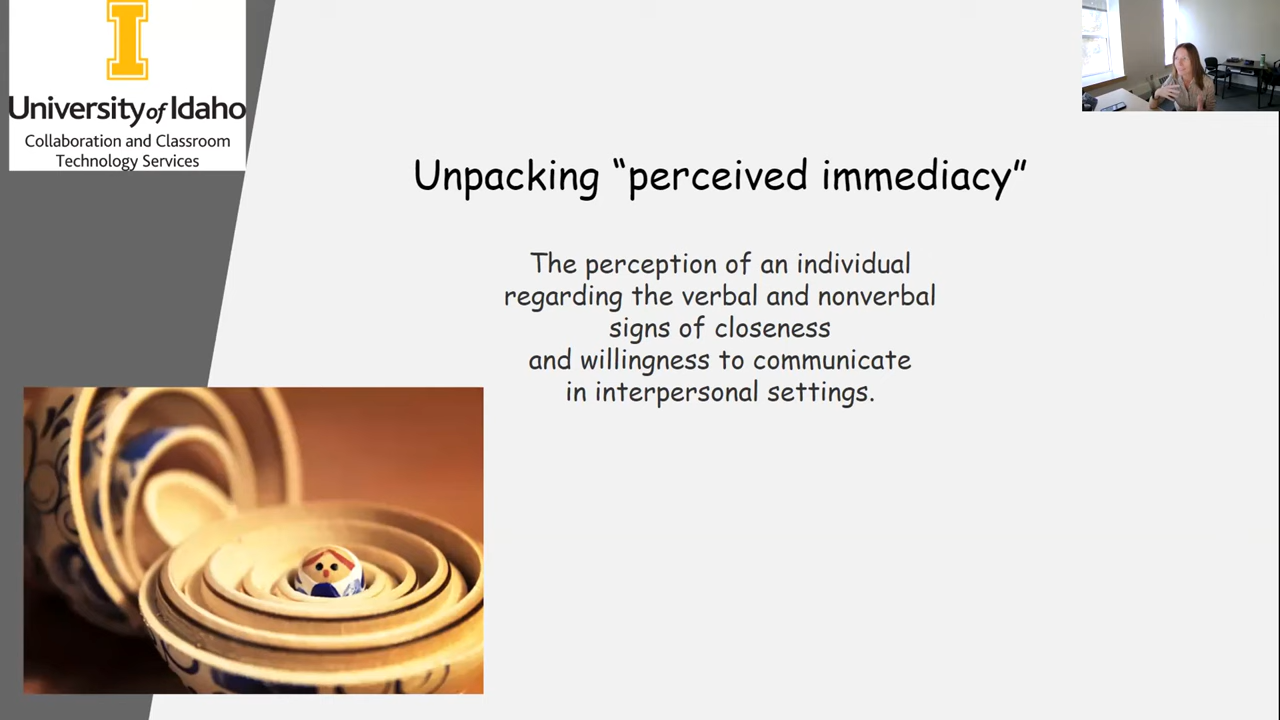 University of Idaho
Collaboration and Classroom
Technology Services
Unpacking “perceived immediacy”
The perception of an individual
regarding the verbal and nonverbal
signs of closeness
and willingness to communicate
in interpersonal settings.